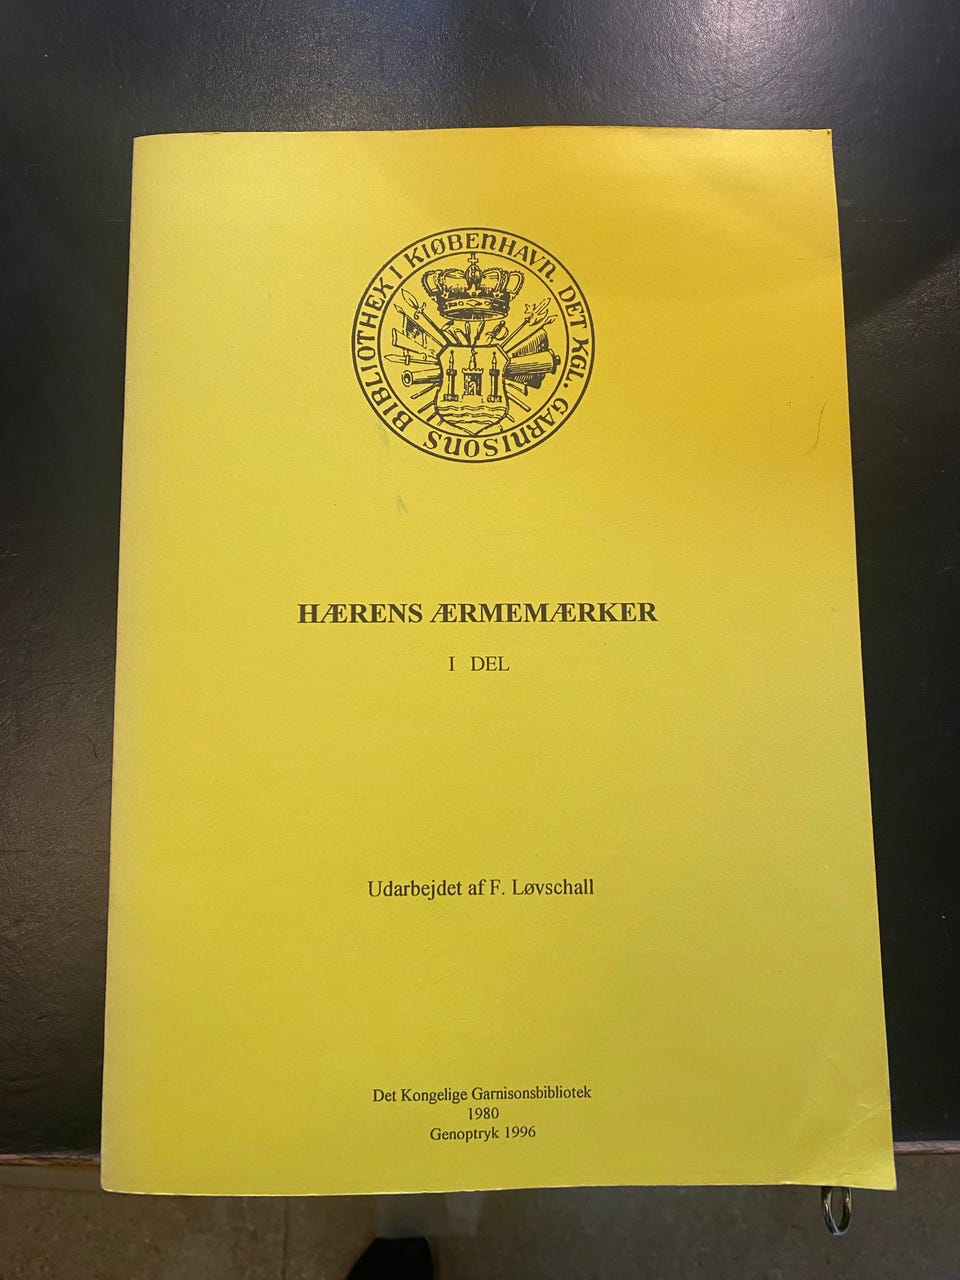 DET KGL. GARNISONS BIBLIOTHEK I KIØBENHAVN.
HÆRENS ÆRMEMÆRKER
I DEL
Udarbejdet af F. Løvschall
Det Kongelige Garnisonsbibliotek
1980
Genoptryk 1996